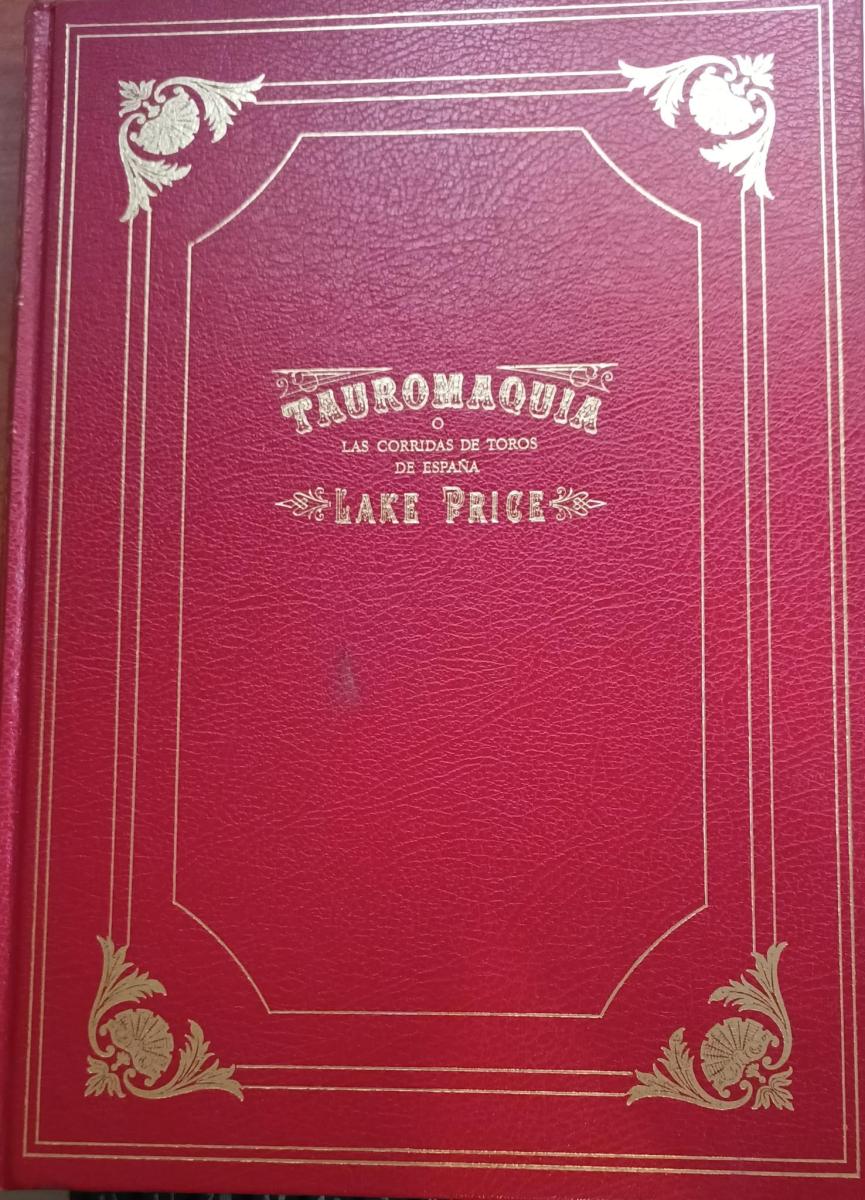 TAUROMAQUIA
O
LAS CORRIDAS DE TOROS
DE ESPAÑA
LAKE PRICE